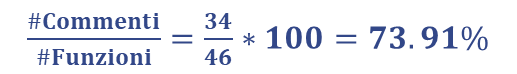 #Commenti / #Funzioni = 34 / 46 * 100 = 73.91%